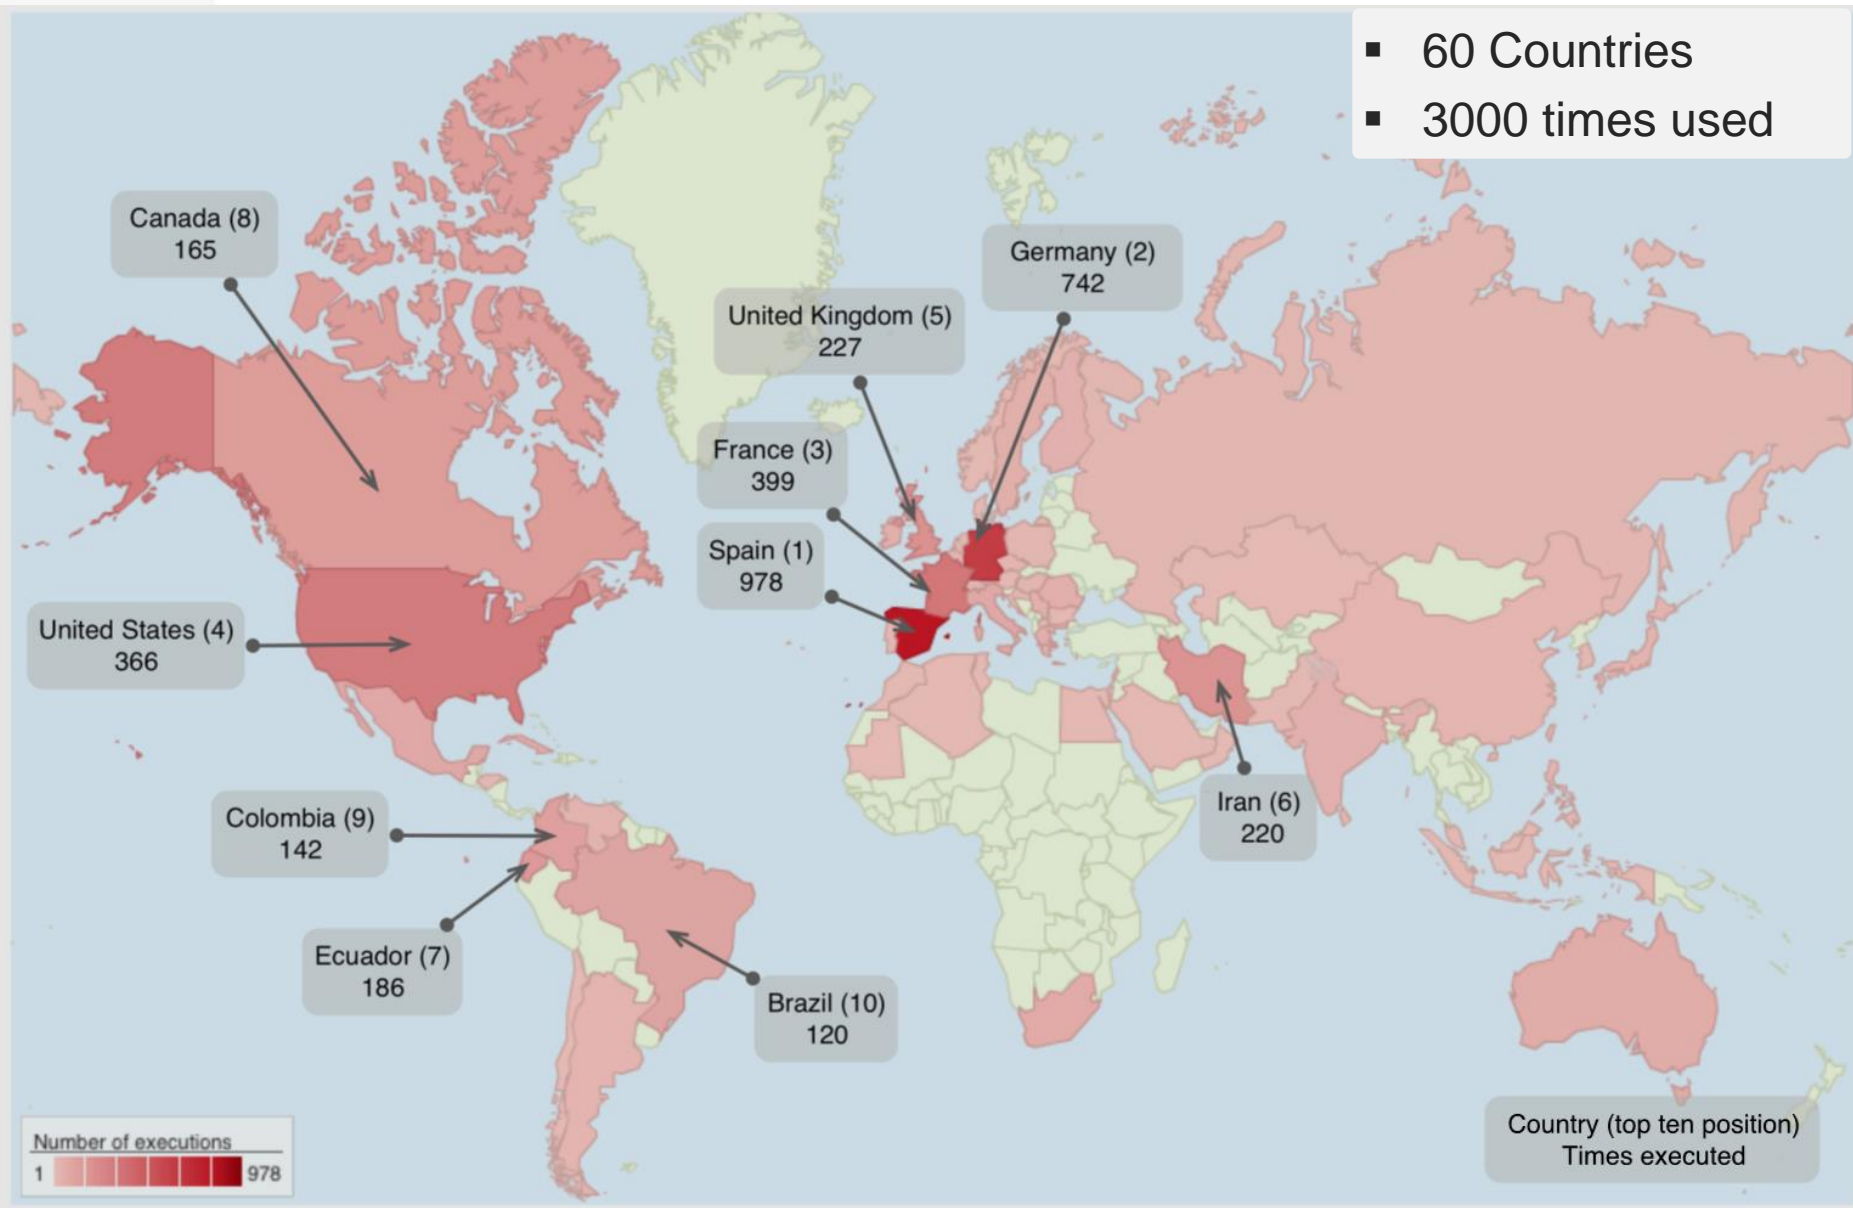 ▪ 60 Countries
▪ 3000 times used
Canada (8)
165
Germany (2)
742
United Kingdom (5)
227
France (3)
399
Spain (1)
978
United States (4)
366
Colombia (9)
142
Iran (6)
220
Ecuador (7)
186
Brazil (10)
120
Number of executions
1 978
Country (top ten position)
Times executed